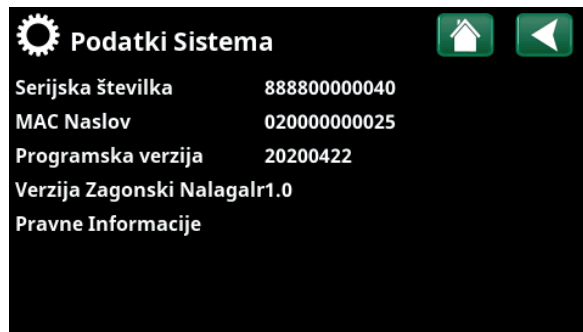 Podatki Sistema
Serijska številka 888800000040
MAC Naslov 020000000025
Programska verzija 20200422
Verzija Zagonski Nalagalr1.0
Pravne Informacije